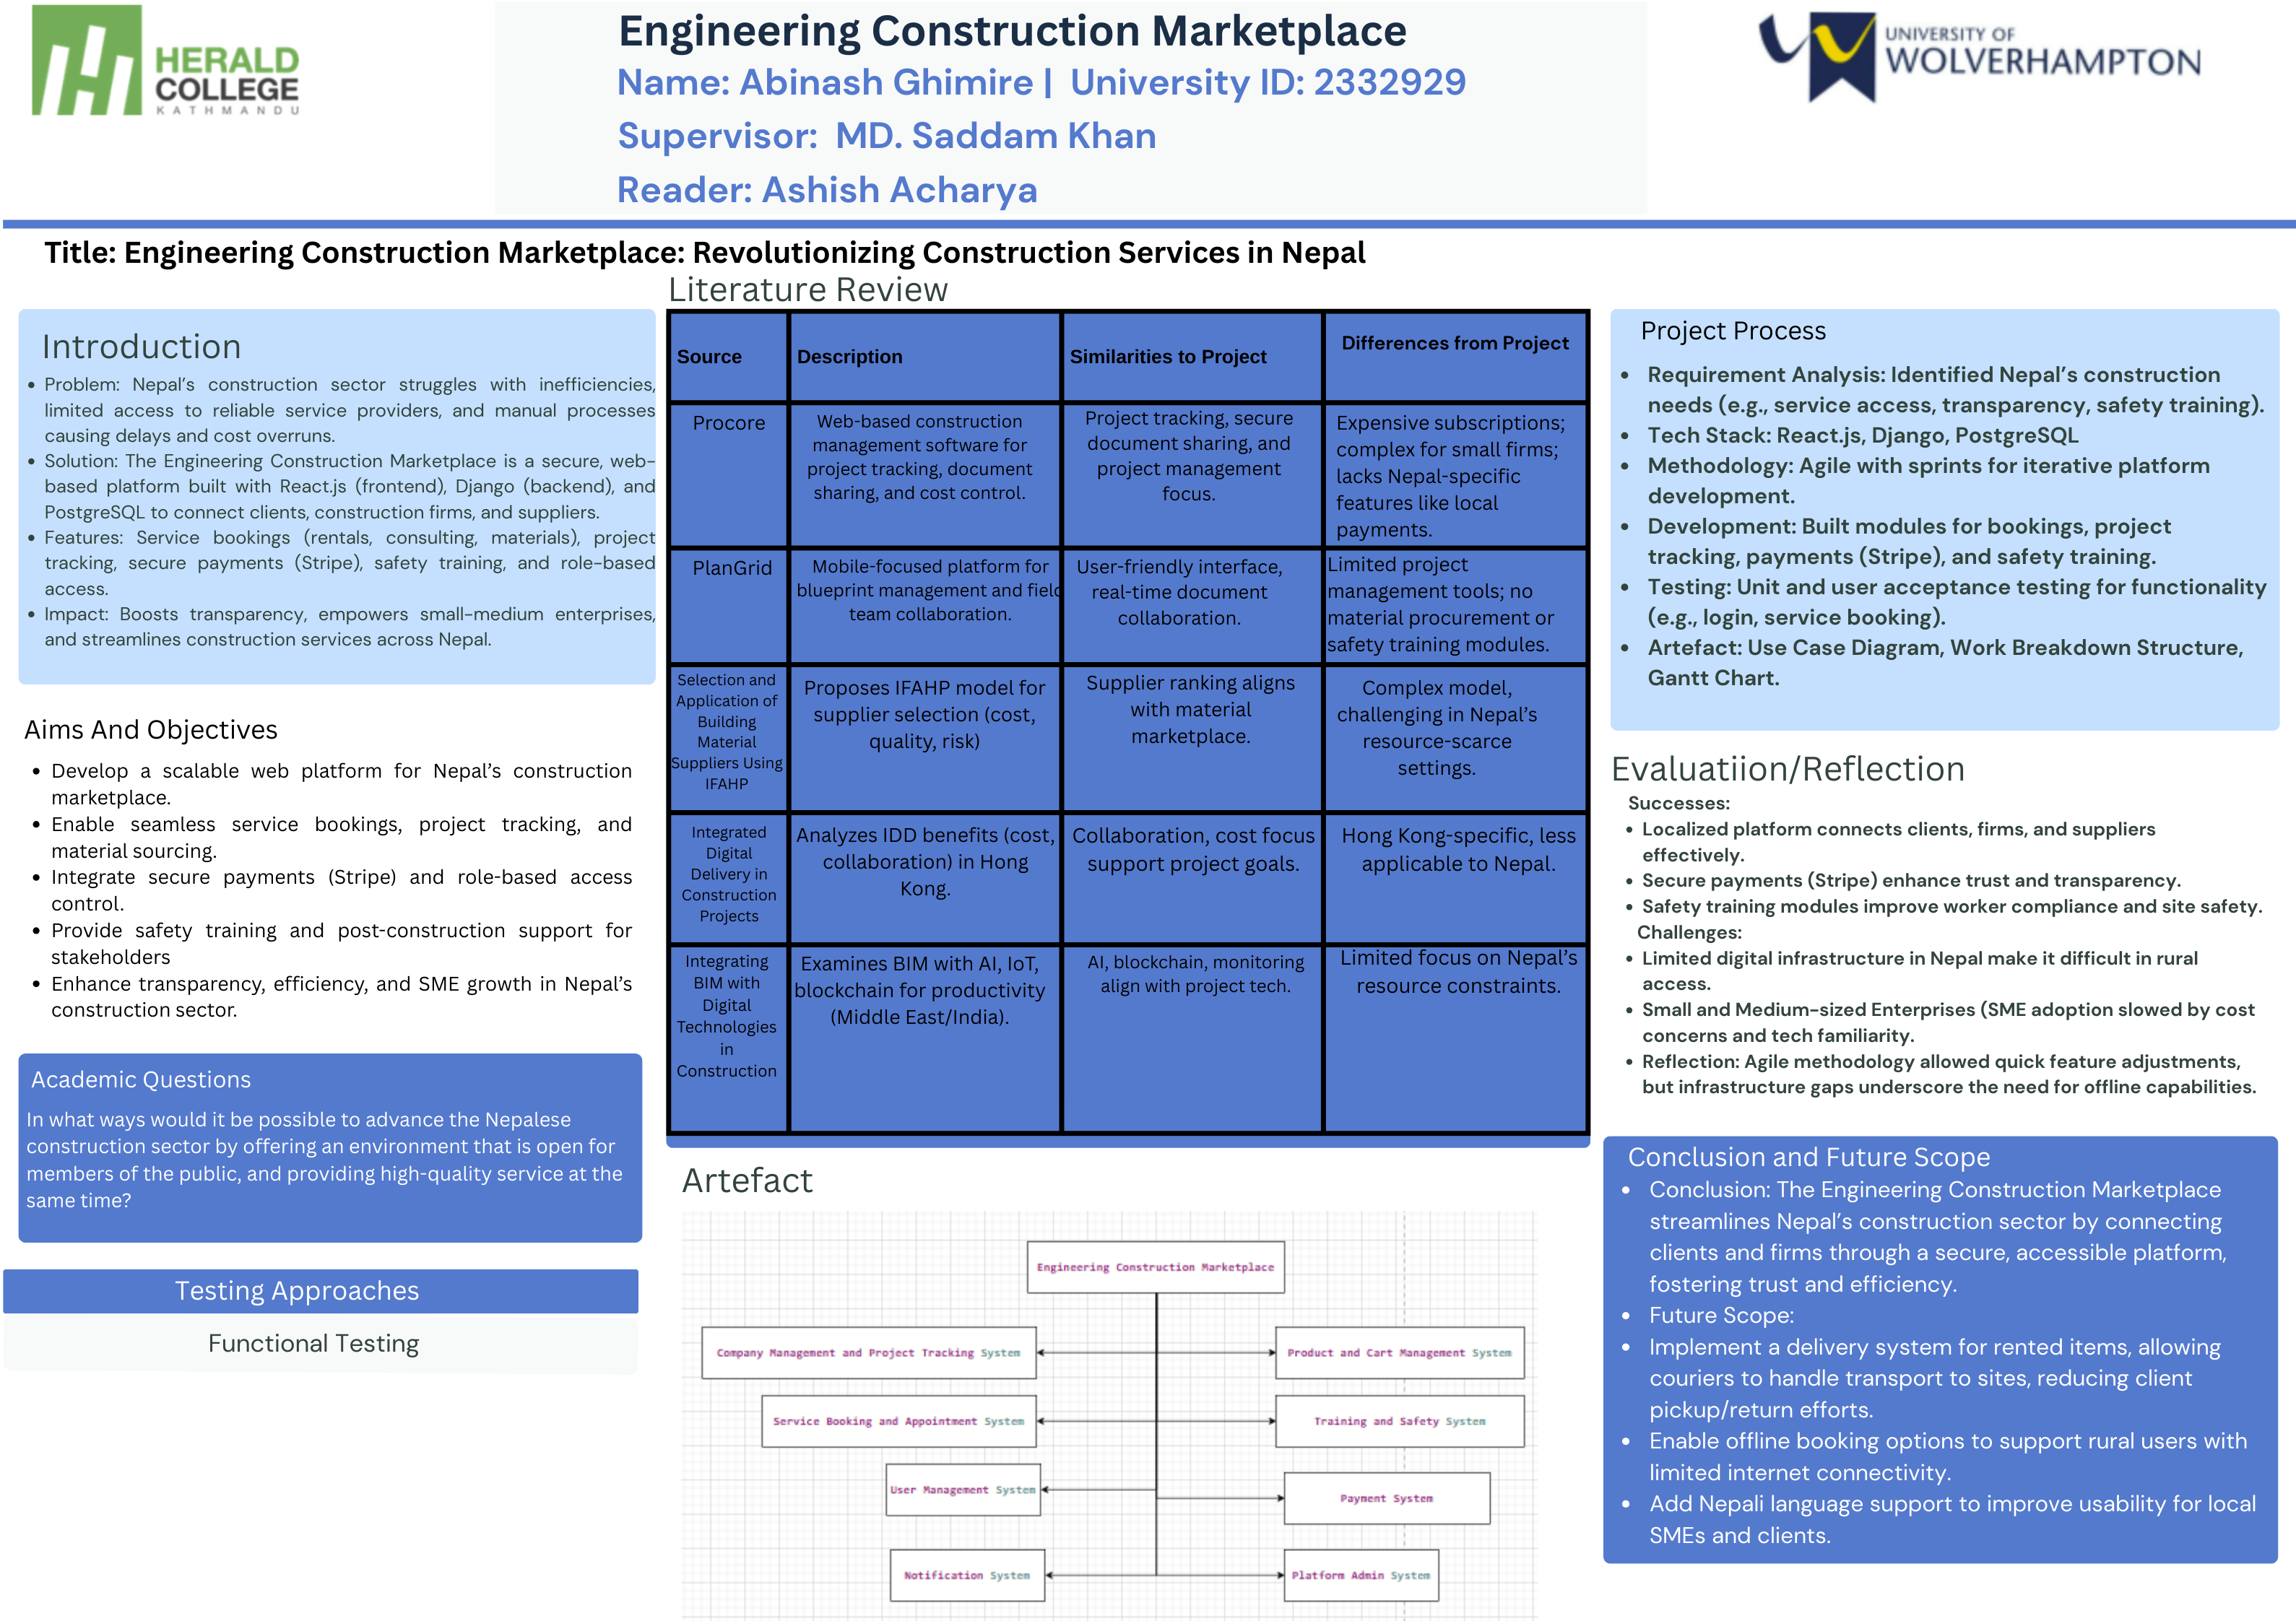 HERALD
COLLEGE
KATHMANDU
Engineering Construction Marketplace
Name: Abinash Ghimire | University ID: 2332929
Supervisor: MD. Saddam Khan
Reader: Ashish Acharya
UNIVERSITY OF
WOLVERHAMPTON
Title: Engineering Construction Marketplace: Revolutionizing Construction Services in Nepal
Introduction
• Problem: Nepal's construction sector struggles with inefficiencies,
limited access to reliable service providers, and manual processes
causing delays and cost overruns.
• Solution: The Engineering Construction Marketplace is a secure, web-
based platform built with React.js (frontend), Django (backend), and
PostgreSQL to connect clients, construction firms, and suppliers.
• Features: Service bookings (rentals, consulting, materials), project
tracking, secure payments (Stripe), safety training, and role-based
access.
• Impact: Boosts transparency, empowers small-medium enterprises,
and streamlines construction services across Nepal.
Aims And Objectives
• Develop a scalable web platform for Nepal's construction
marketplace.
• Enable seamless service bookings, project tracking, and
material sourcing.
• Integrate secure payments (Stripe) and role-based access
control.
• Provide safety training and post-construction support for
stakeholders
• Enhance transparency, efficiency, and SME growth in Nepal's
construction sector.
Academic Questions
In what ways would it be possible to advance the Nepalese
construction sector by offering an environment that is open for
members of the public, and providing high-quality service at the
same time?
Testing Approaches
Functional Testing
Literature Review
Source
Description
Similarities to Project
Differences from Project
Procore
Web-based construction
management software for
project tracking, document
sharing, and cost control.
Project tracking, secure
document sharing, and
project management
focus.
Expensive subscriptions;
complex for small firms;
lacks Nepal-specific
features like local
payments.
PlanGrid
Mobile-focused platform for
blueprint management and field
team collaboration.
User-friendly interface,
real-time document
collaboration.
Limited project
management tools; no
material procurement or
safety training modules.
Selection and
Application of
Building
Material
Suppliers Using
IFAHP
Proposes IFAHP model for
supplier selection (cost,
quality, risk)
Supplier ranking aligns
with material
marketplace.
Complex model,
challenging in Nepal's
resource-scarce
settings.
Integrated
Digital
Delivery in
Construction
Projects
Analyzes IDD benefits (cost,
collaboration) in Hong
Kong.
Collaboration, cost focus
support project goals.
Hong Kong-specific, less
applicable to Nepal.
Integrating
BIM with
Digital
Technologies
in
Construction
Examines BIM with AI, IoT,
blockchain for productivity
(Middle East/India).
AI, blockchain, monitoring
align with project tech.
Limited focus on Nepal's
resource constraints.
Artefact
Engineering Construction Marketplace
Company Management and Project Tracking System
Product and Cart Management System
Service Booking and Appointment System
Training and Safety System
User Management System
Payment System
Notification System
Platform Admin System
Project Process
• Requirement Analysis: Identified Nepal's construction
needs (e.g., service access, transparency, safety training).
• Tech Stack: React.js, Django, PostgreSQL
• Methodology: Agile with sprints for iterative platform
development.
• Development: Built modules for bookings, project
tracking, payments (Stripe), and safety training.
• Testing: Unit and user acceptance testing for functionality
(e.g., login, service booking).
• Artefact: Use Case Diagram, Work Breakdown Structure,
Gantt Chart.
Evaluatiion/Reflection
Successes:
• Localized platform connects clients, firms, and suppliers
effectively.
• Secure payments (Stripe) enhance trust and transparency.
• Safety training modules improve worker compliance and site safety.
Challenges:
• Limited digital infrastructure in Nepal make it difficult in rural
access.
• Small and Medium-sized Enterprises (SME adoption slowed by cost
concerns and tech familiarity.
• Reflection: Agile methodology allowed quick feature adjustments,
but infrastructure gaps underscore the need for offline capabilities.
Conclusion and Future Scope
• Conclusion: The Engineering Construction Marketplace
streamlines Nepal's construction sector by connecting
clients and firms through a secure, accessible platform,
fostering trust and efficiency.
• Future Scope:
• Implement a delivery system for rented items, allowing
couriers to handle transport to sites, reducing client
pickup/return efforts.
• Enable offline booking options to support rural users with
limited internet connectivity.
• Add Nepali language support to improve usability for local
SMEs and clients.